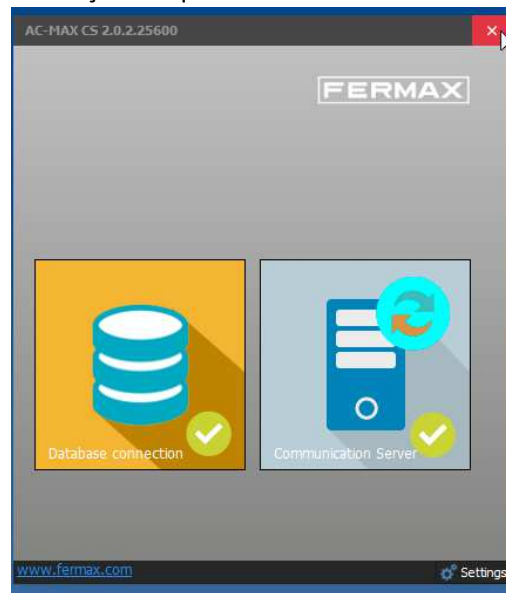 AC-MAX CS 2.0.2.25600
FERMAX
Database connection
Communication Server
www.fermax.com
Settings